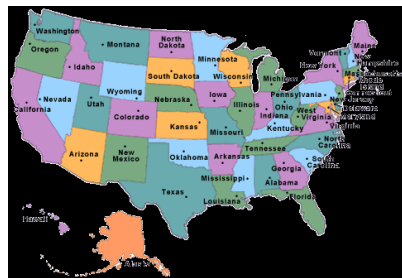 Washington
Oregon
Idaho
Montana
North
Dakota
Minnesota
Wisconsin
Michigan
South Dakota
Wyoming
Nevada
California
Utah
Colorado
Nebraska
Iowa
Illinois
Indiana
Ohio
Pennsylvania
New York
Vermont
Maine
New
Hampshire
Massachusetts
Rhode
Island
Connecticut
New Jersey
Delaware
Maryland
West
Virginia
Virginia
Kentucky
Missouri
Kansas
Arizona
New
Mexico
Oklahoma
Arkansas
Tennessee
North
Carolina
South
Carolina
Georgia
Alabama
Mississippi
Louisiana
Texas
Florida
Hawaii
Alaska